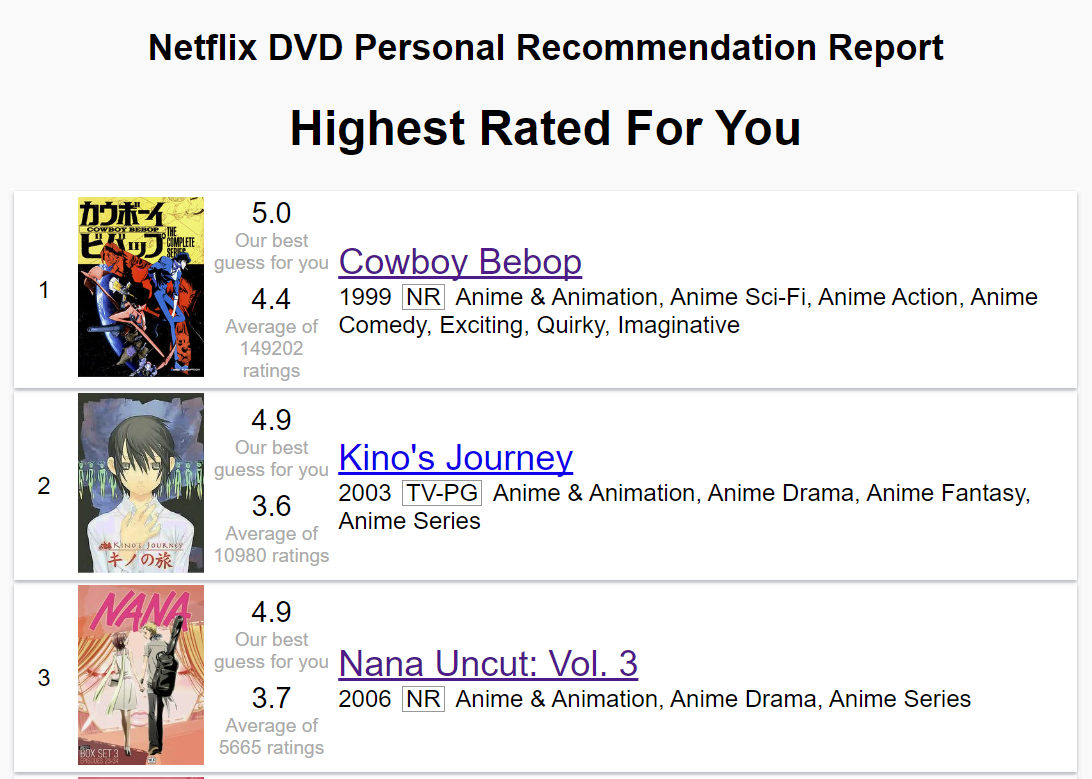 Netflix DVD Personal Recommendation Report
Highest Rated For You
1
カウボーイ
COWBOY BEBOP
ビバップ
THE
COMPLETE
SERIES
5.0
Our best
guess for you
4.4
Average of
149202
ratings
Cowboy Bebop
1999 NR Anime & Animation, Anime Sci-Fi, Anime Action, Anime
Comedy, Exciting, Quirky, Imaginative
2
KINO'S JOURNEY
キノの旅
4.9
Our best
guess for you
3.6
Average of
10980 ratings
Kino's Journey
2003 TV-PG Anime & Animation, Anime Drama, Anime Fantasy,
Anime Series
3
NANA
BOX SET 3
EPISODES 23-34
4.9
Our best
guess for you
3.7
Average of
5665 ratings
Nana Uncut: Vol. 3
2006 NR Anime & Animation, Anime Drama, Anime Series